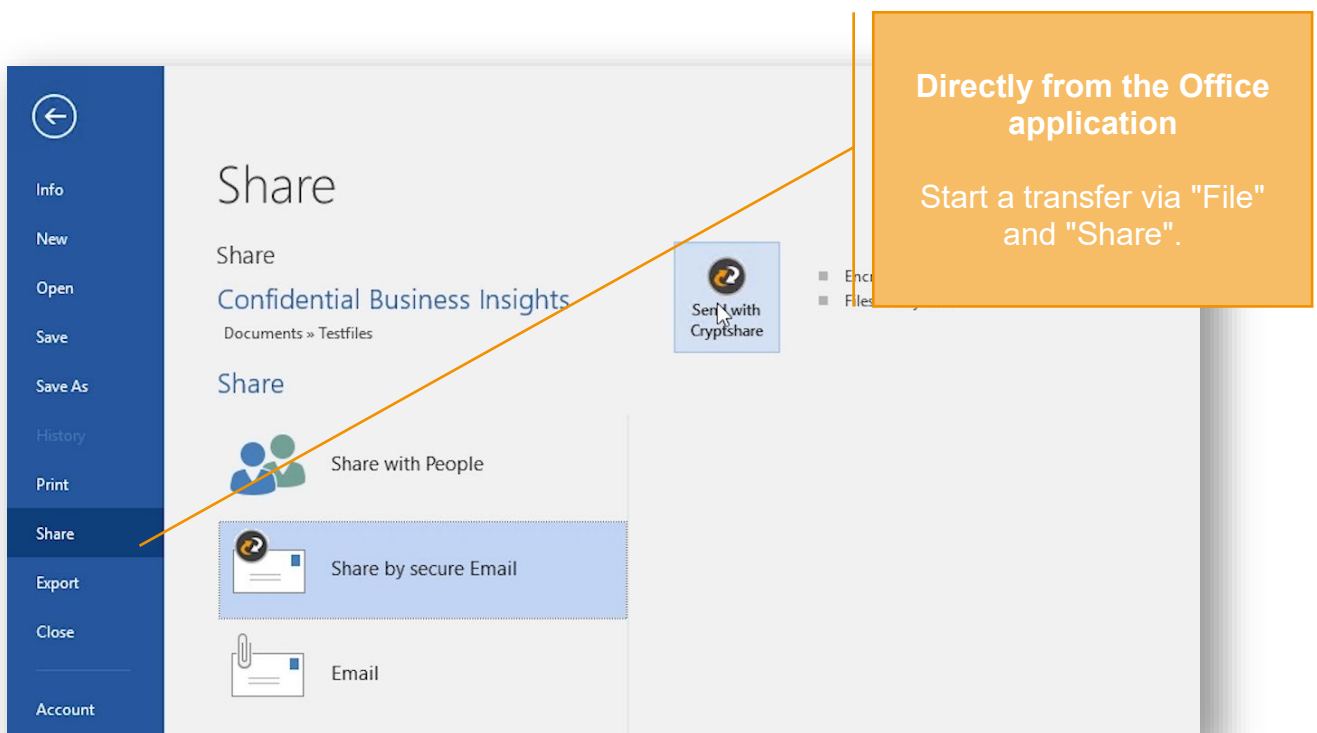 Directly from the Office
application
Start a transfer via "File"
and "Share".
Info
New
Open
Save
Save As
History
Print
Share
Export
Close
Account
Share
Share
Confidential Business Insights
Documents » Testfiles
Share
Share with People
Share by secure Email
Email
Send with
Cryptshare
Files